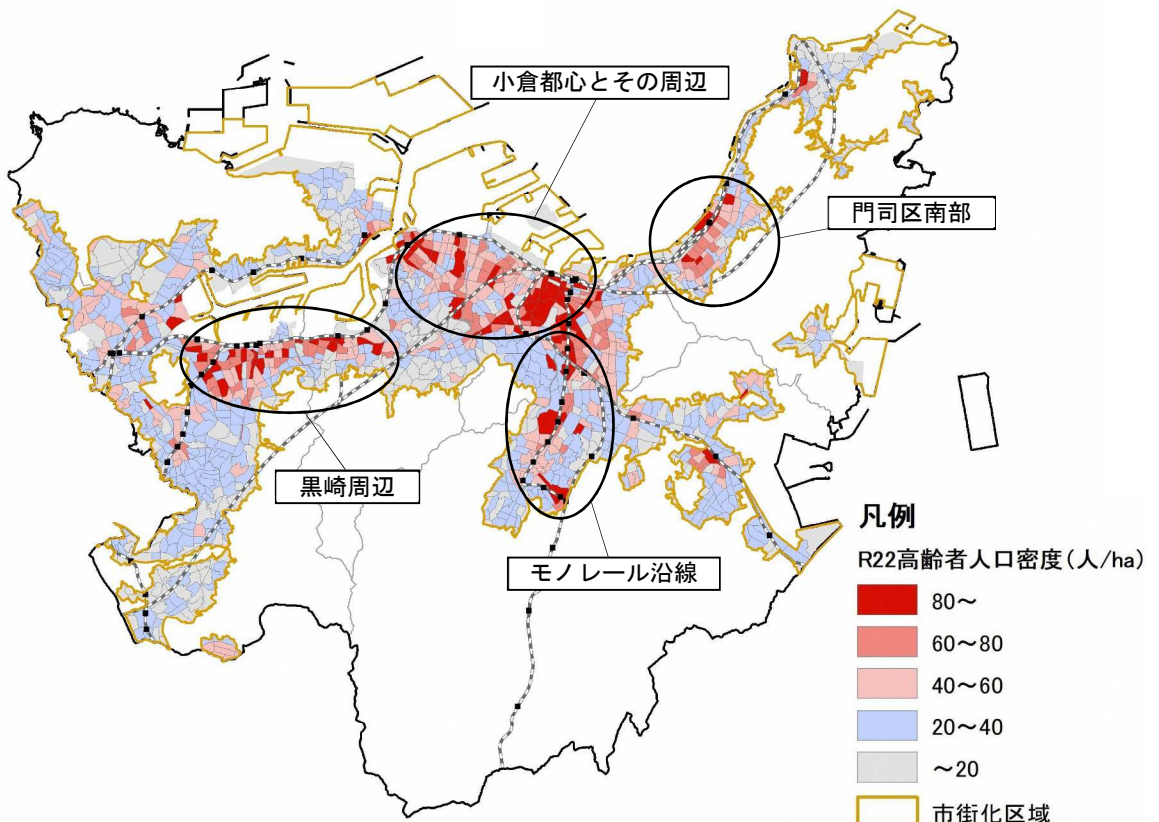 小倉都心とその周辺
門司区南部
黒崎周辺
モノレール沿線
凡例
R22高齢者人口密度(人/ha)
80～
60～80
40～60
20～40
～20
市街化区域